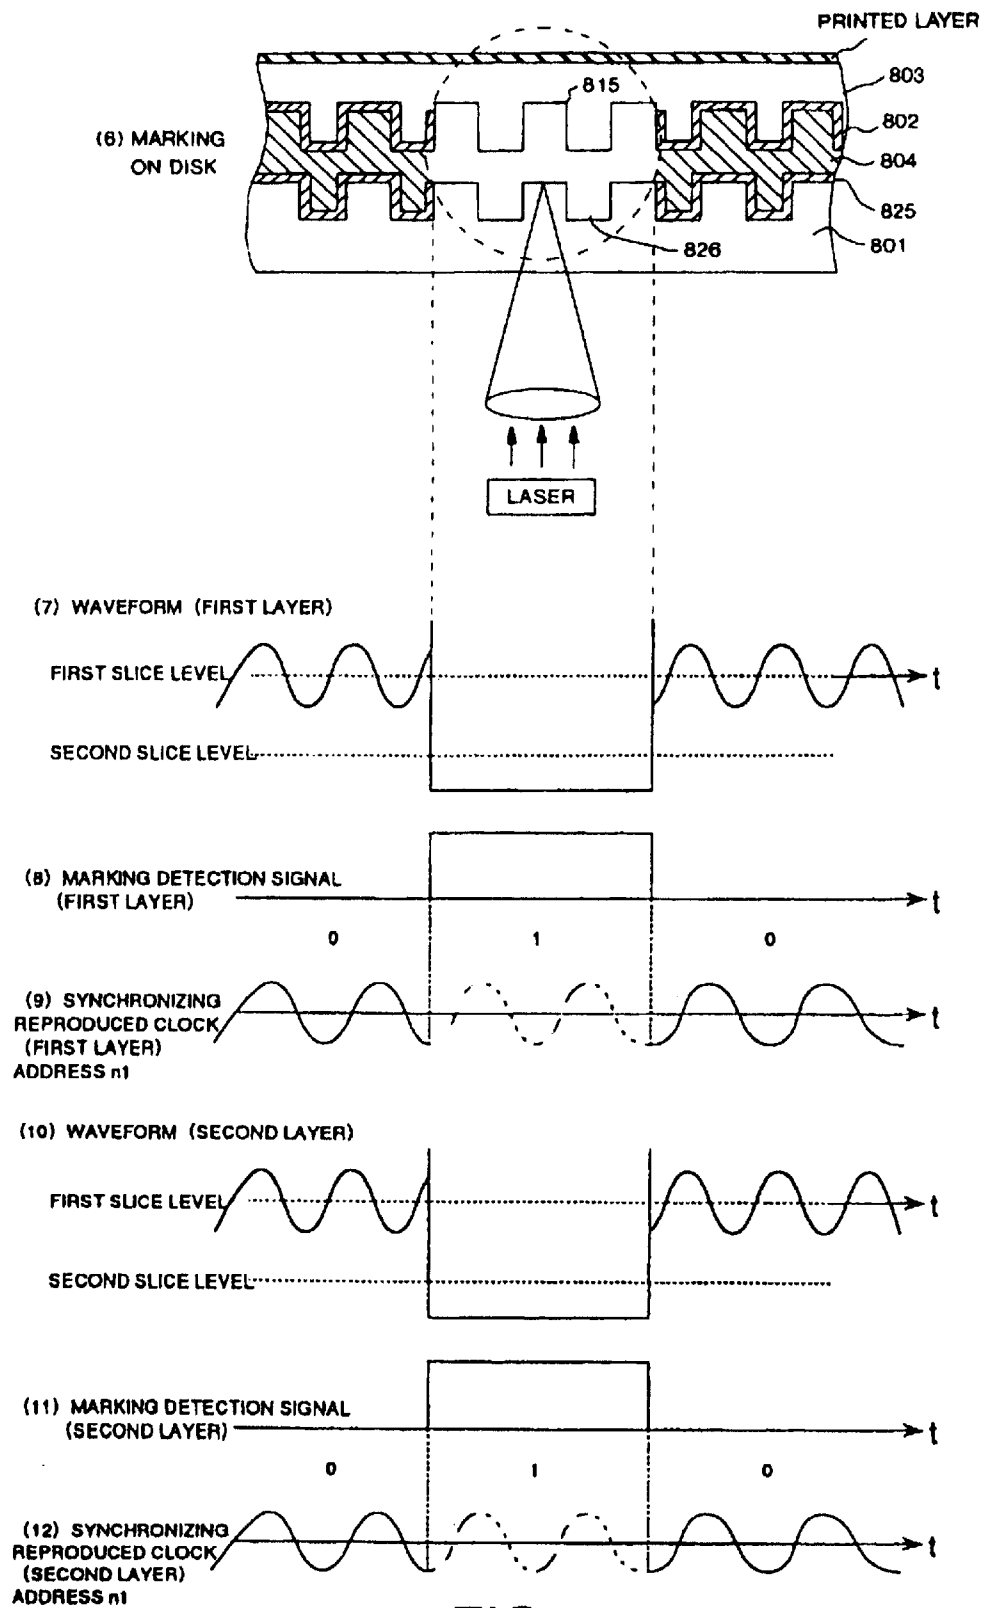 PRINTED LAYER
803
815
802
(6) MARKING
ON DISK
804
825
801
826
LASER
(7) WAVEFORM (FIRST LAYER)
FIRST SLICE LEVEL
t
SECOND SLICE LEVEL
(8) MARKING DETECTION SIGNAL
(FIRST LAYER)
t
0 1 0
(9) SYNCHRONIZING
REPRODUCED CLOCK
(FIRST LAYER)
ADDRESS n1
t
(10) WAVEFORM (SECOND LAYER)
FIRST SLICE LEVEL
t
SECOND SLICE LEVEL
(11) MARKING DETECTION SIGNAL
(SECOND LAYER)
t
0 1 0
(12) SYNCHRONIZING
REPRODUCED CLOCK
(SECOND LAYER)
ADDRESS n1
t